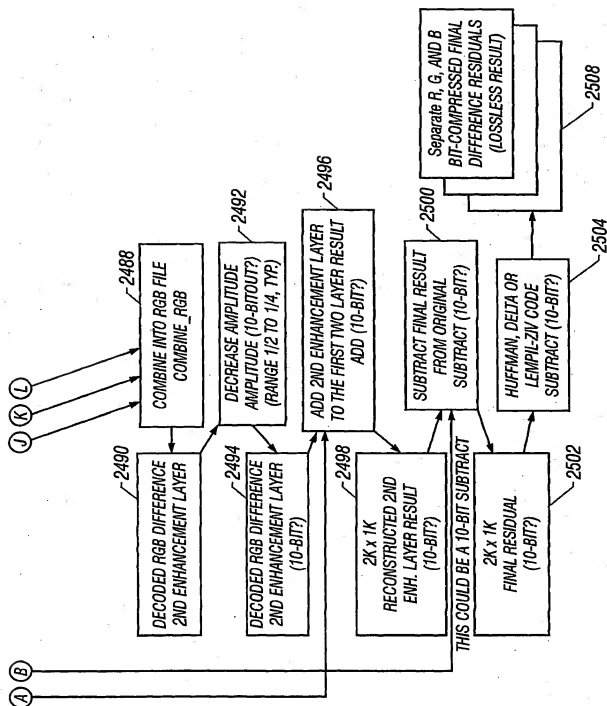 J
K
L
2488
COMBINE INTO RGB FILE
COMBINE_RGB
2490
DECODED RGB DIFFERENCE
2ND ENHANCEMENT LAYER
2492
DECREASE AMPLITUDE
AMPLITUDE (10-BITOUT?)
(RANGE 1/2 TO 1/4, TYP.)
2494
DECODED RGB DIFFERENCE
2ND ENHANCEMENT LAYER
(10-BIT?)
2496
ADD 2ND ENHANCEMENT LAYER
TO THE FIRST TWO LAYER RESULT
ADD (10-BIT?)
A
B
2498
2K x 1K
RECONSTRUCTED 2ND
ENH. LAYER RESULT
(10-BIT?)
2500
SUBTRACT FINAL RESULT
FROM ORIGINAL
SUBTRACT (10-BIT?)
THIS COULD BE A 10-BIT SUBTRACT
2K x 1K
FINAL RESIDUAL
(10-BIT?)
2502
HUFFMAN, DELTA OR
LEMPIL-ZIV CODE
SUBTRACT (10-BIT?)
2504
Separate R, G, AND B
BIT-COMPRESSED FINAL
DIFFERENCE RESIDUALS
(LOSSLESS RESULT)
2508